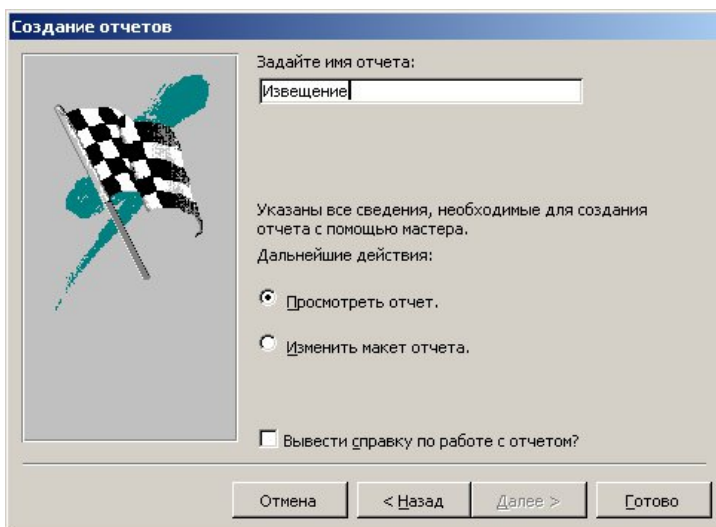 Создание отчетов
Задайте имя отчета:
Извещение
Указаны все сведения, необходимые для создания
отчета с помощью мастера.
Дальнейшие действия:
Просмотреть отчет.
Изменить макет отчета.
Вывести справку по работе с отчетом?
Отмена
< Назад
Далее >
Готово